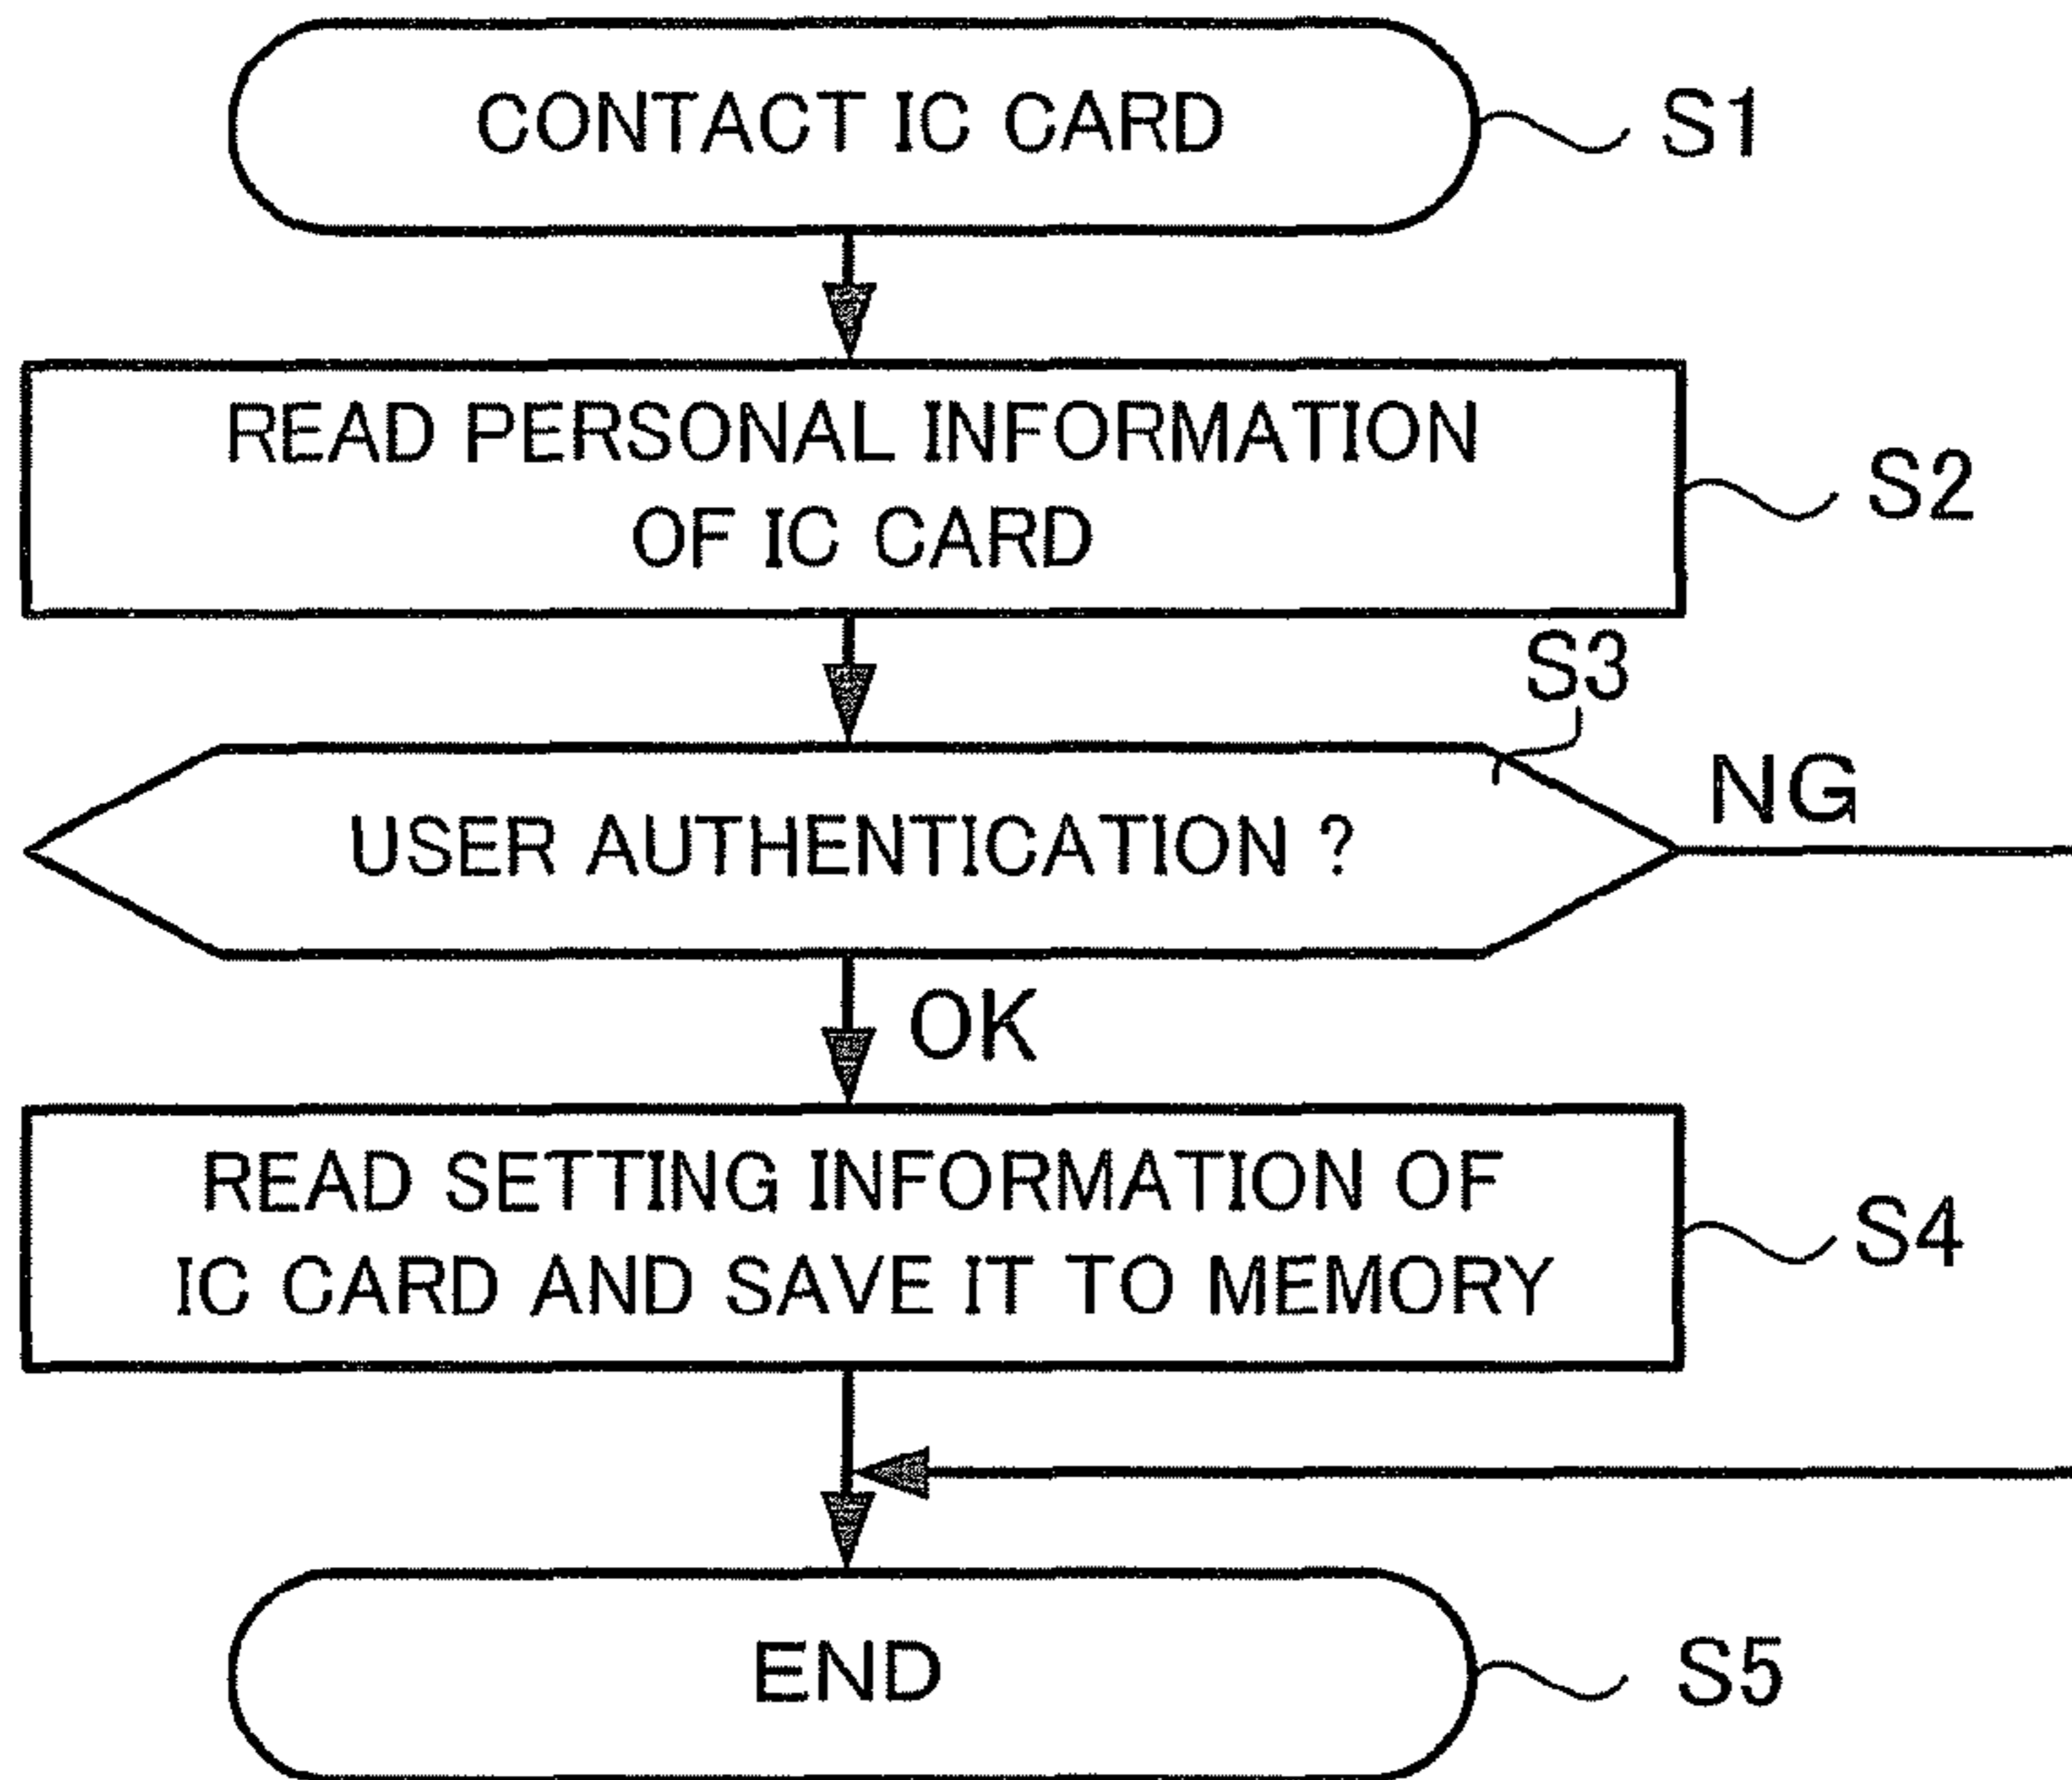 CONTACT IC CARD
S1
READ PERSONAL INFORMATION
OF IC CARD
S2
S3
USER AUTHENTICATION ?
NG
OK
READ SETTING INFORMATION OF
IC CARD AND SAVE IT TO MEMORY
S4
END
S5